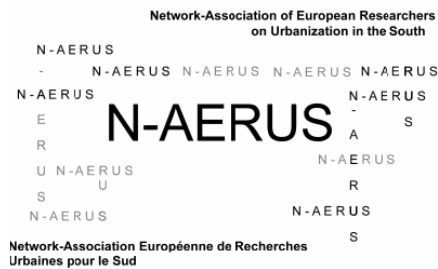 Network-Association of European Researchers
on Urbanization in the South
N-AERUS
N-AERUS N-AERUS N-AERUS N-AERUS
N-AERUS
N-AERUS
N-AERUS
N-AERUS
N-AERUS
N-AERUS
N-AERUS
N-AERUS
Network-Association Européenne de Recherches
Urbaines pour le Sud